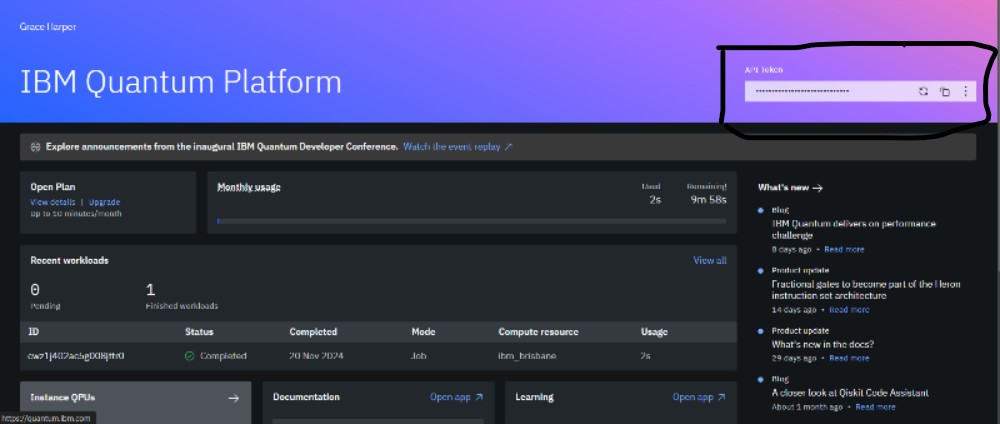 Grace Harper
IBM Quantum Platform
API Token
Explore announcements from the inaugural IBM Quantum Developer Conference. Watch the event replay
Open Plan
View details | Upgrade
Up to 10 minutes/month
Monthly usage
Used
2s
Remaining
9m 58s
What's new
Blog
IBM Quantum delivers on performance
challenge
8 days ago • Read more
Product update
Fractional gates to become part of the Heron
instruction set architecture
14 days ago • Read more
Product update
What's new in the docs?
29 days ago • Read more
Blog
A closer look at Qiskit Code Assistant
About 1 month ago • Read more
Recent workloads
View all
0
Pending
1
Finished workloads
ID Status Completed Mode Compute resource Usage
Completed 20 Nov 2024 Job ibm_brisbane 2s
Instance QPUs
Documentation Open app
Learning Open app
https://quantum.ibm.com